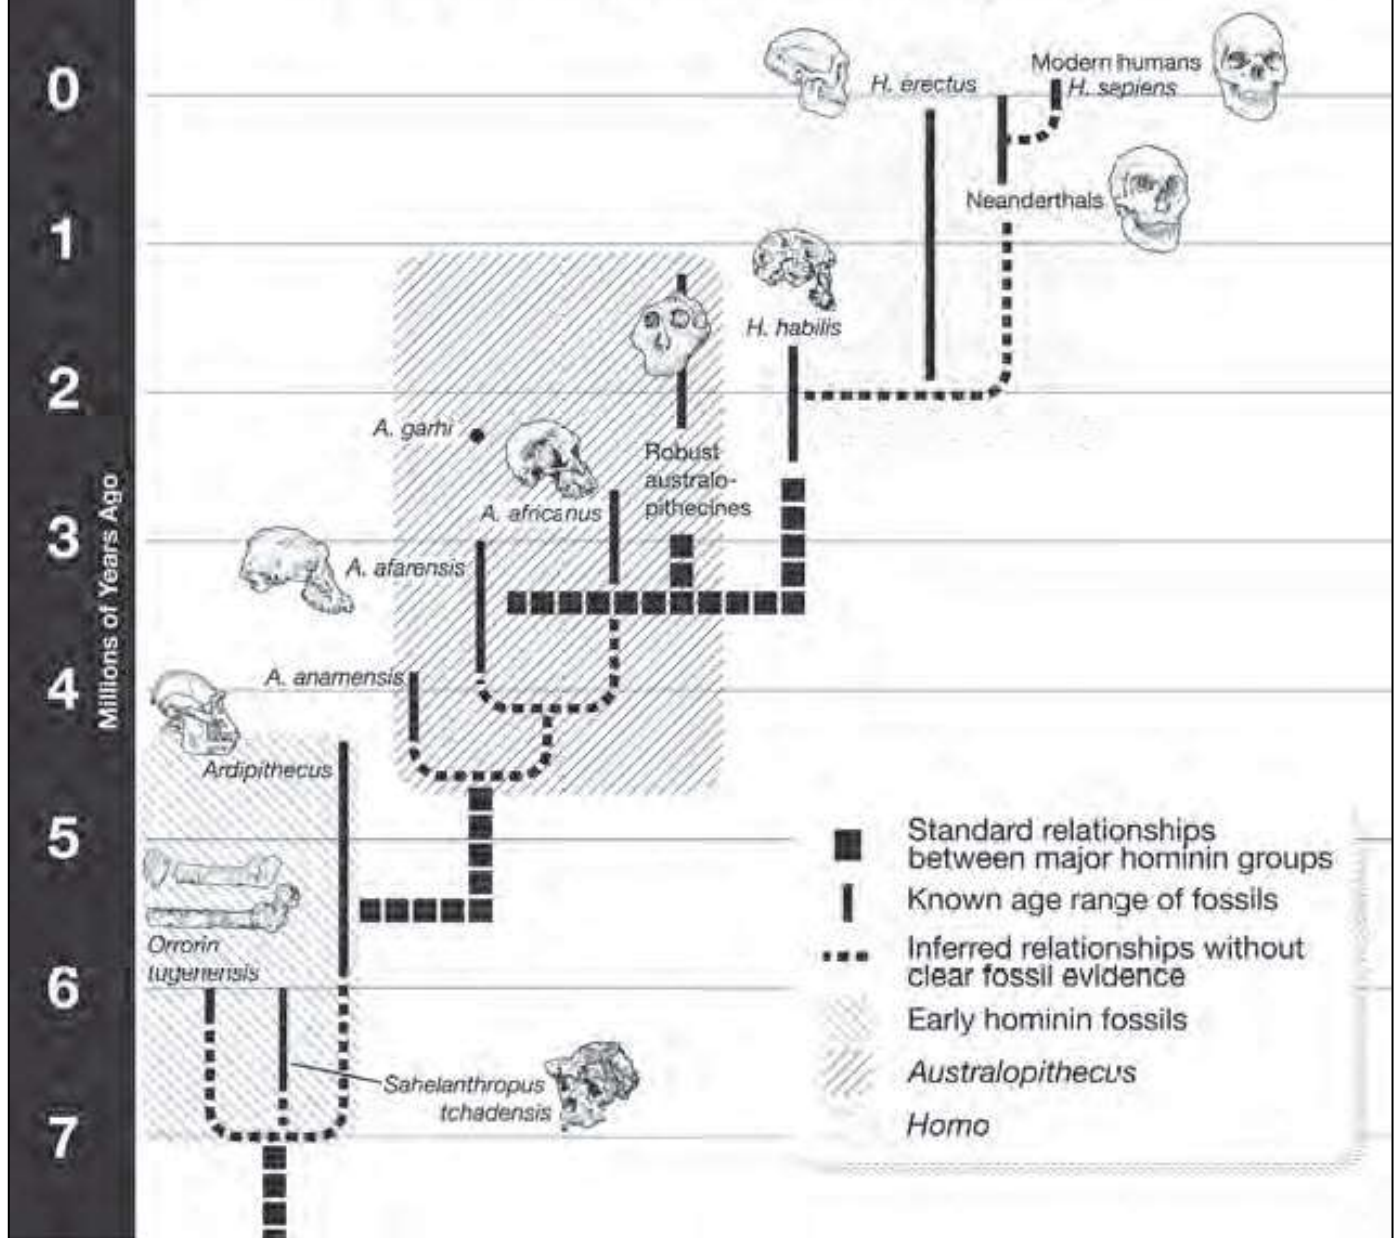 0
1
2
3
4
5
6
7
Millions of Years Ago
H. erectus
Modern humans
H. sapiens
Neanderthals
H. habilis
A. garhi
Robust
australo-
pithecines
A. africanus
A. afarensis
A. anamensis
Ardipithecus
Orrorin
tugenensis
Sahelanthropus
tchadensis
Standard relationships
between major hominin groups
Known age range of fossils
Inferred relationships without
clear fossil evidence
Early hominin fossils
Australopithecus
Homo